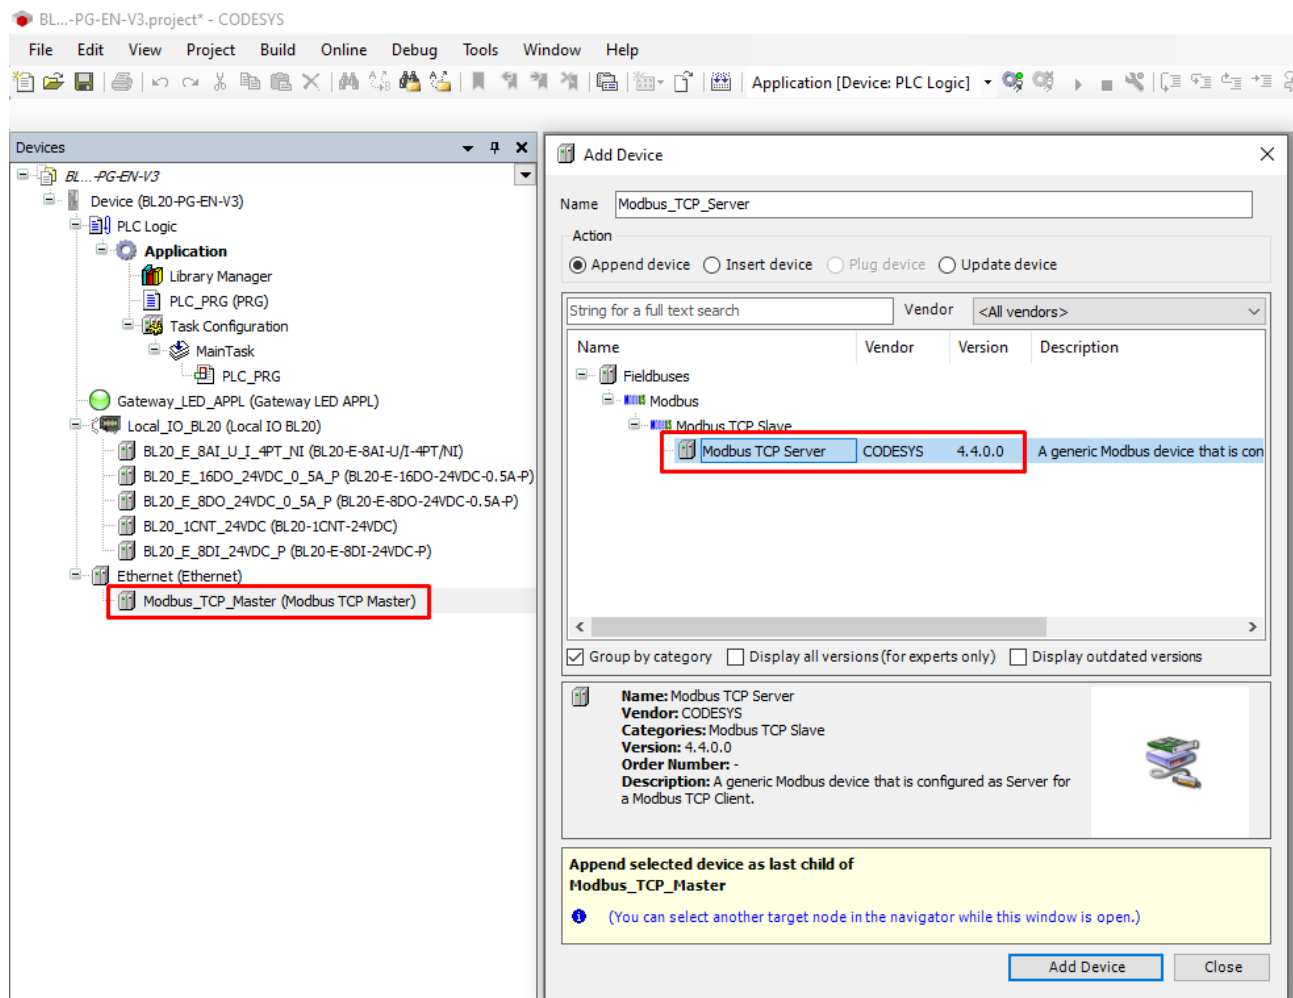 BL...-PG-EN-V3.project* - CODESYS
File Edit View Project Build Online Debug Tools Window Help
Application [Device: PLC Logic]
Devices
BL...-PG-EN-V3
Device (BL20-PG-EN-V3)
PLC Logic
Application
Library Manager
PLC_PRG (PRG)
Task Configuration
MainTask
PLC_PRG
Gateway_LED_APPL (Gateway LED APPL)
Local_IO_BL20 (Local IO BL20)
BL20_E_8AI_U_I_4PT_NI (BL20-E-8AI-U/I-4PT/NI)
BL20_E_16DO_24VDC_0_5A_P (BL20-E-16DO-24VDC-0.5A-P)
BL20_E_8DO_24VDC_0_5A_P (BL20-E-8DO-24VDC-0.5A-P)
BL20_1CNT_24VDC (BL20-1CNT-24VDC)
BL20_E_8DI_24VDC_P (BL20-E-8DI-24VDC-P)
Ethernet (Ethernet)
Modbus_TCP_Master (Modbus TCP Master)
Add Device
Name Modbus_TCP_Server
Action
Append device Insert device Plug device Update device
String for a full text search Vendor <All vendors>
Name Vendor Version Description
Fieldbuses
Modbus
Modbus TCP Slave
Modbus TCP Server CODESYS 4.4.0.0 A generic Modbus device that is con
Group by category Display all versions (for experts only) Display outdated versions
Name: Modbus TCP Server
Vendor: CODESYS
Categories: Modbus TCP Slave
Version: 4.4.0.0
Order Number: -
Description: A generic Modbus device that is configured as Server for
a Modbus TCP Client.
Append selected device as last child of
Modbus_TCP_Master
(You can select another target node in the navigator while this window is open.)
Add Device Close